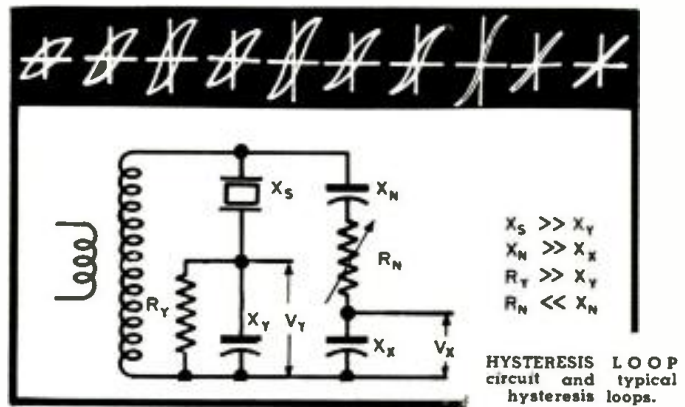 X_S
X_N
R_N
R_Y
X_Y
V_Y
X_X
V_X
X_S >> X_Y
X_N >> X_X
R_Y >> X_Y
R_N << X_N
HYSTERESIS LOOP
circuit and typical
hysteresis loops.